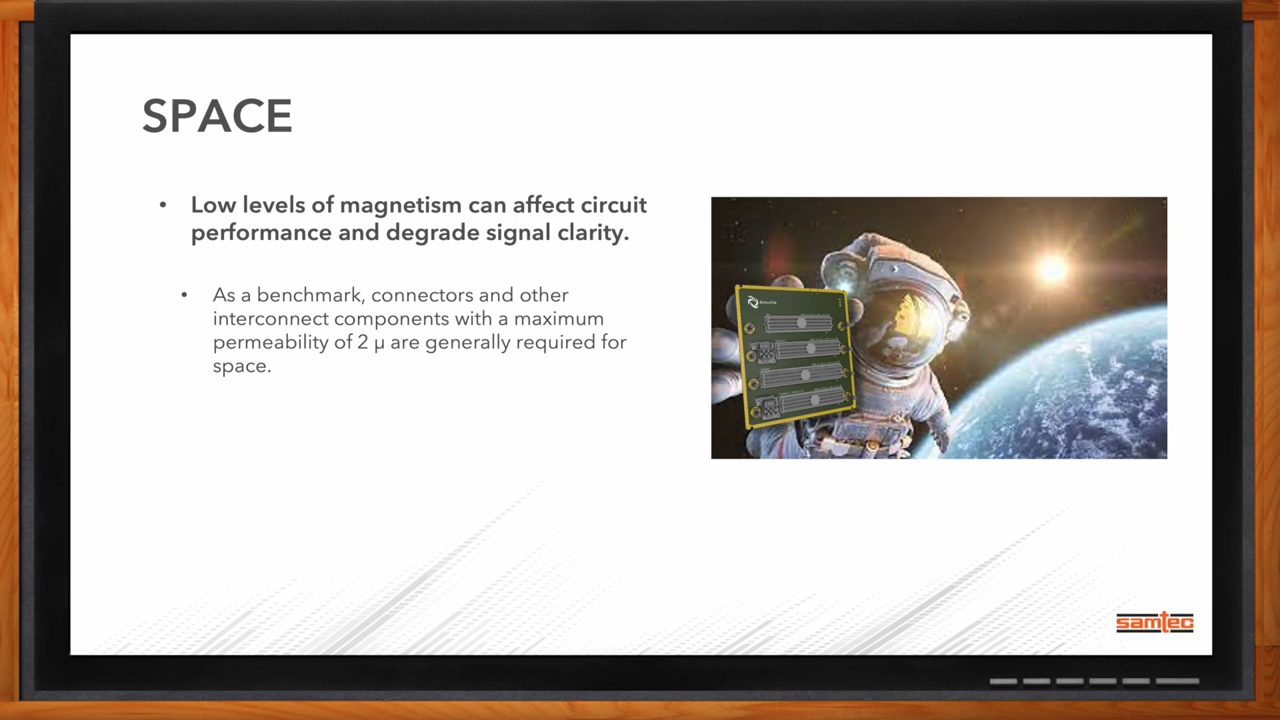 SPACE
• Low levels of magnetism can affect circuit
performance and degrade signal clarity.
• As a benchmark, connectors and other
interconnect components with a maximum
permeability of 2 µ are generally required for
space.
samtec